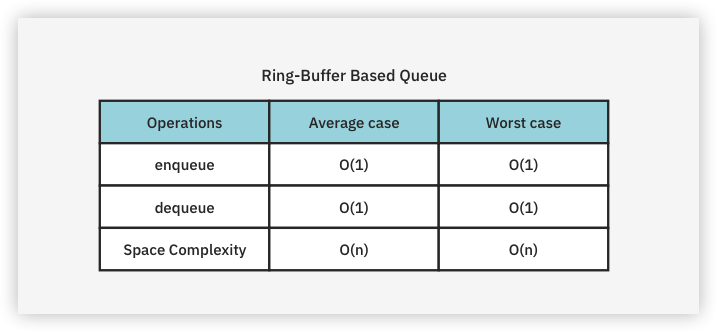 Ring-Buffer Based Queue
Operations Average case Worst case
enqueue O(1) O(1)
dequeue O(1) O(1)
Space Complexity O(n) O(n)